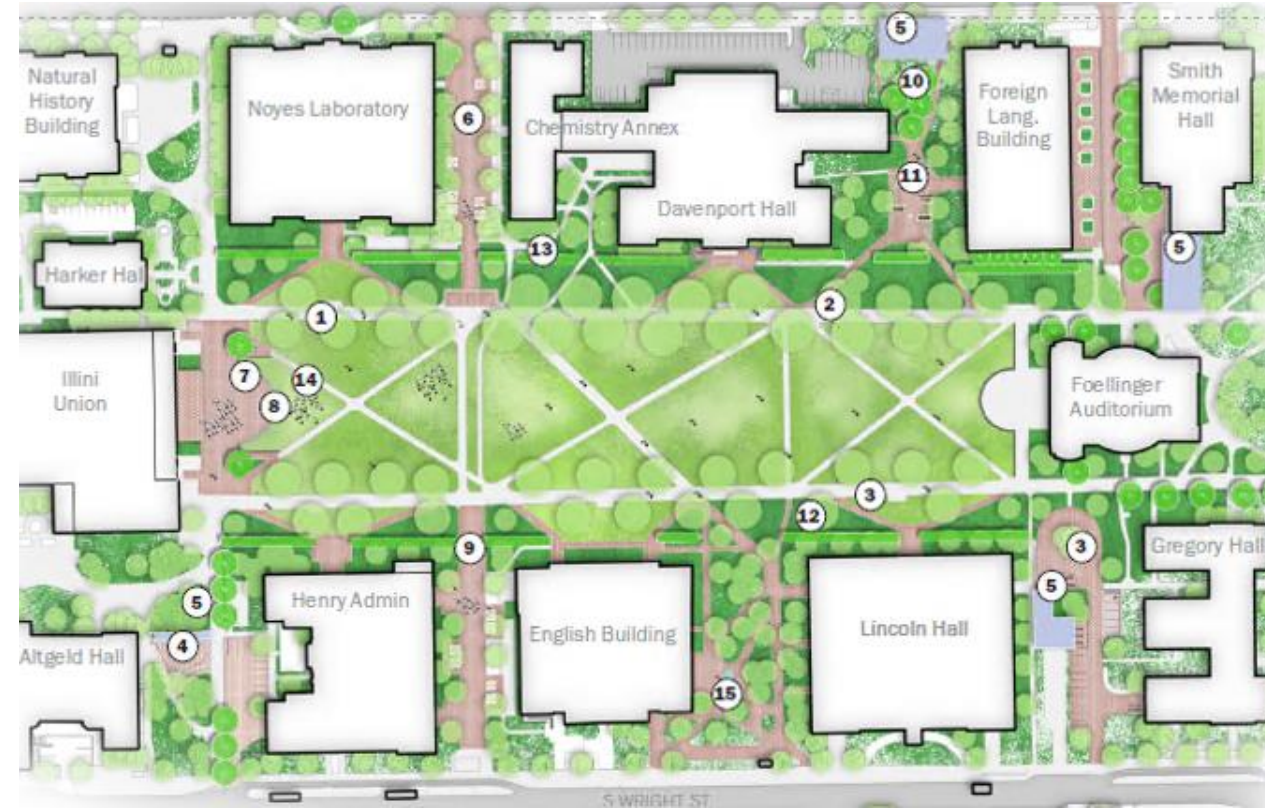 5
Natural
History
Building
Noyes Laboratory
6
Chemistry Annex
10
Foreign
Lang.
Building
Smith
Memorial
Hall
11
Davenport Hall
13
5
Harker Hal
1
2
Illini
Union
7
14
8
Foellinger
Auditorium
3
12
9
3
Gregory Hall
5
Henry Admin
5
English Building
Lincoln Hall
4
Altgeld Hall
15
S WRIGHT ST